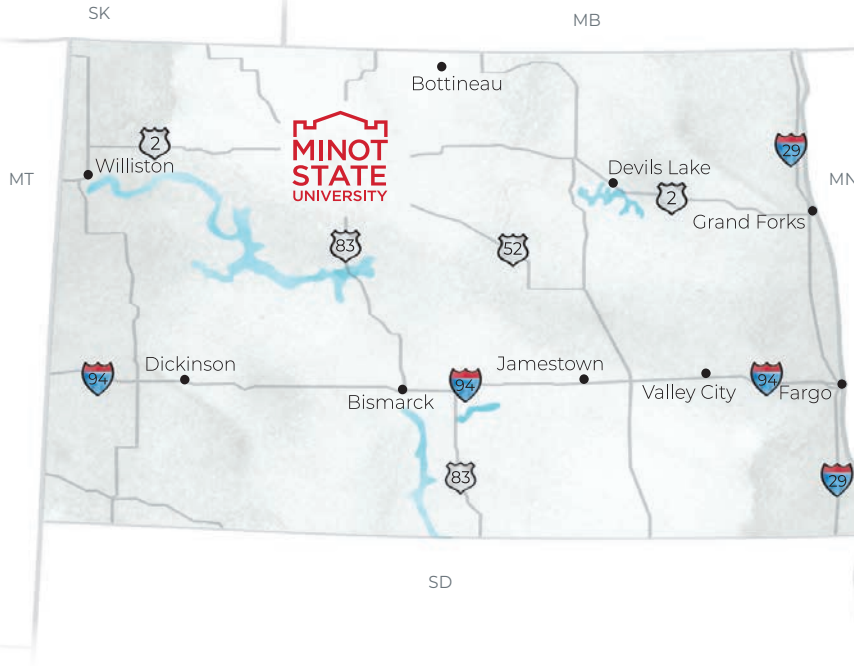 SK
MB
Bottineau
2
MINOT
STATE
UNIVERSITY
29
MT
Williston
Devils Lake
MN
2
Grand Forks
83
52
94
Dickinson
94
Jamestown
94
Bismarck
Valley City
Fargo
83
29
SD